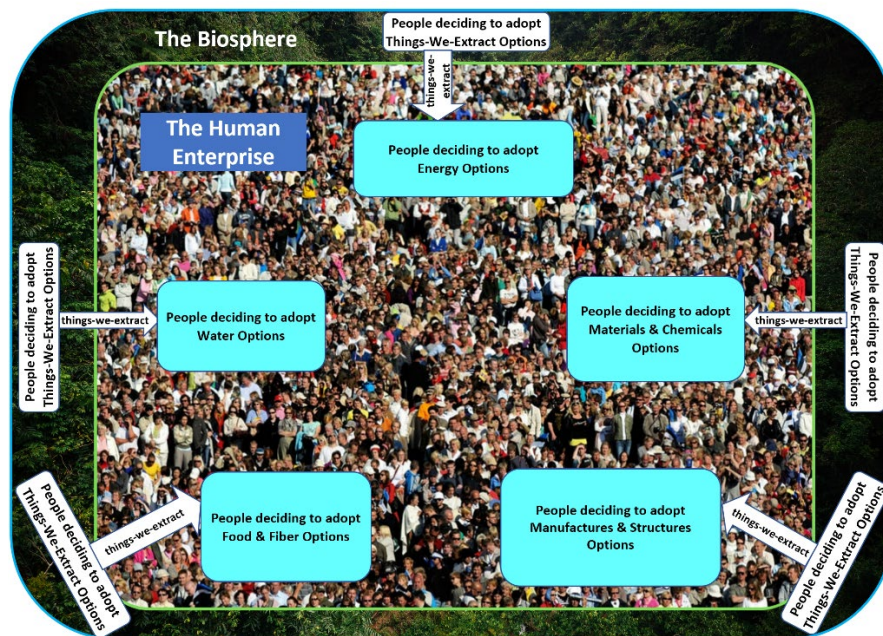 The Biosphere
People deciding to adopt
Things-We-Extract Options
things-we-
extract
The Human
Enterprise
People deciding to adopt
Energy Options
People deciding to adopt
Things-We-Extract Options
things-we-extract
People deciding to adopt
Water Options
People deciding to adopt
Materials & Chemicals
Options
things-we-extract
People deciding to adopt
Things-We-Extract Options
People deciding to adopt
Things-We-Extract Options
things-we-extract
People deciding to adopt
Food & Fiber Options
People deciding to adopt
Manufactures & Structures
Options
things-we-extract
People deciding to adopt
Things-We-Extract Options